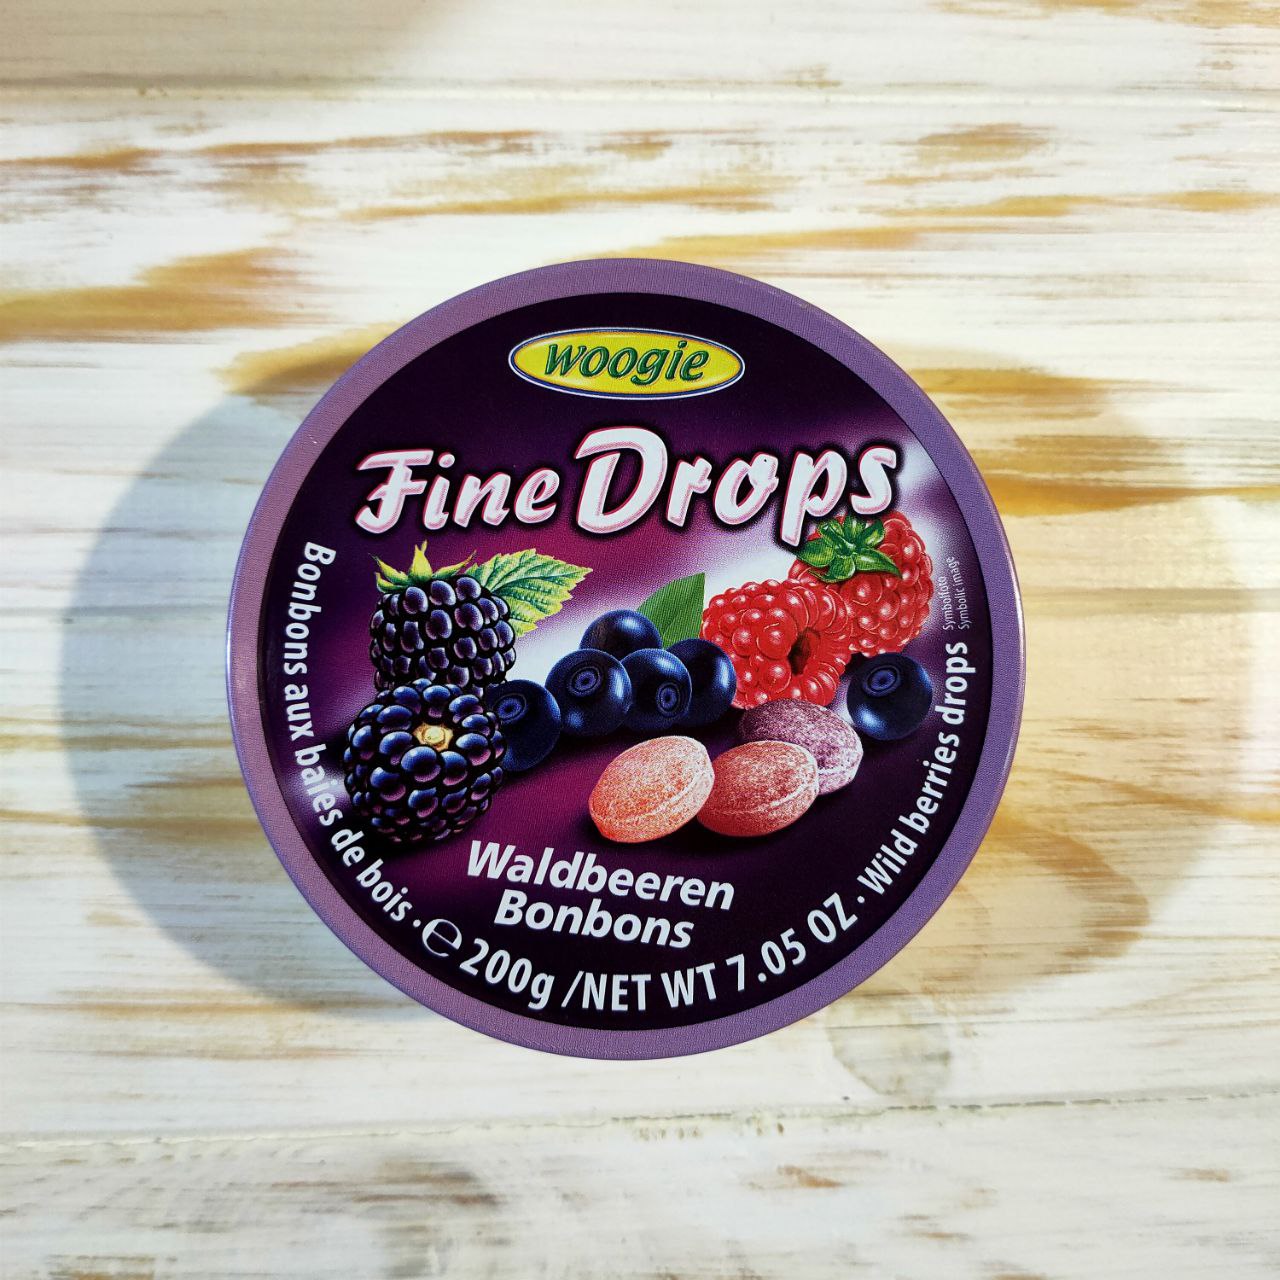 woogie
Fine Drops
Symbolfoto
Symbolic image
Waldbeeren
Bonbons
Bonbons aux baies de bois · ℮ 200g /NET WT 7.05 OZ · Wild berries drops